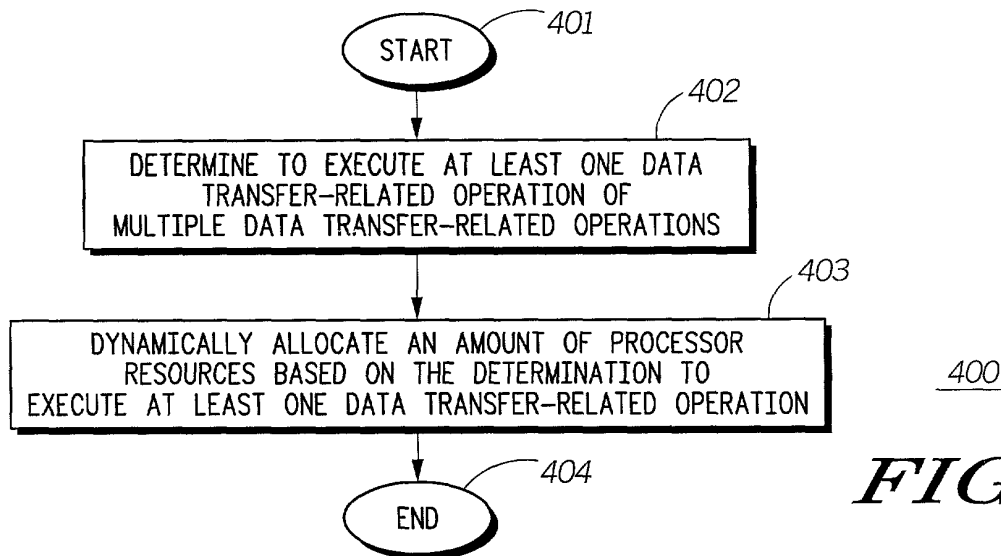 START
401
402
DETERMINE TO EXECUTE AT LEAST ONE DATA
TRANSFER-RELATED OPERATION OF
MULTIPLE DATA TRANSFER-RELATED OPERATIONS
403
DYNAMICALLY ALLOCATE AN AMOUNT OF PROCESSOR
RESOURCES BASED ON THE DETERMINATION TO
EXECUTE AT LEAST ONE DATA TRANSFER-RELATED OPERATION
400
404
END
FIG